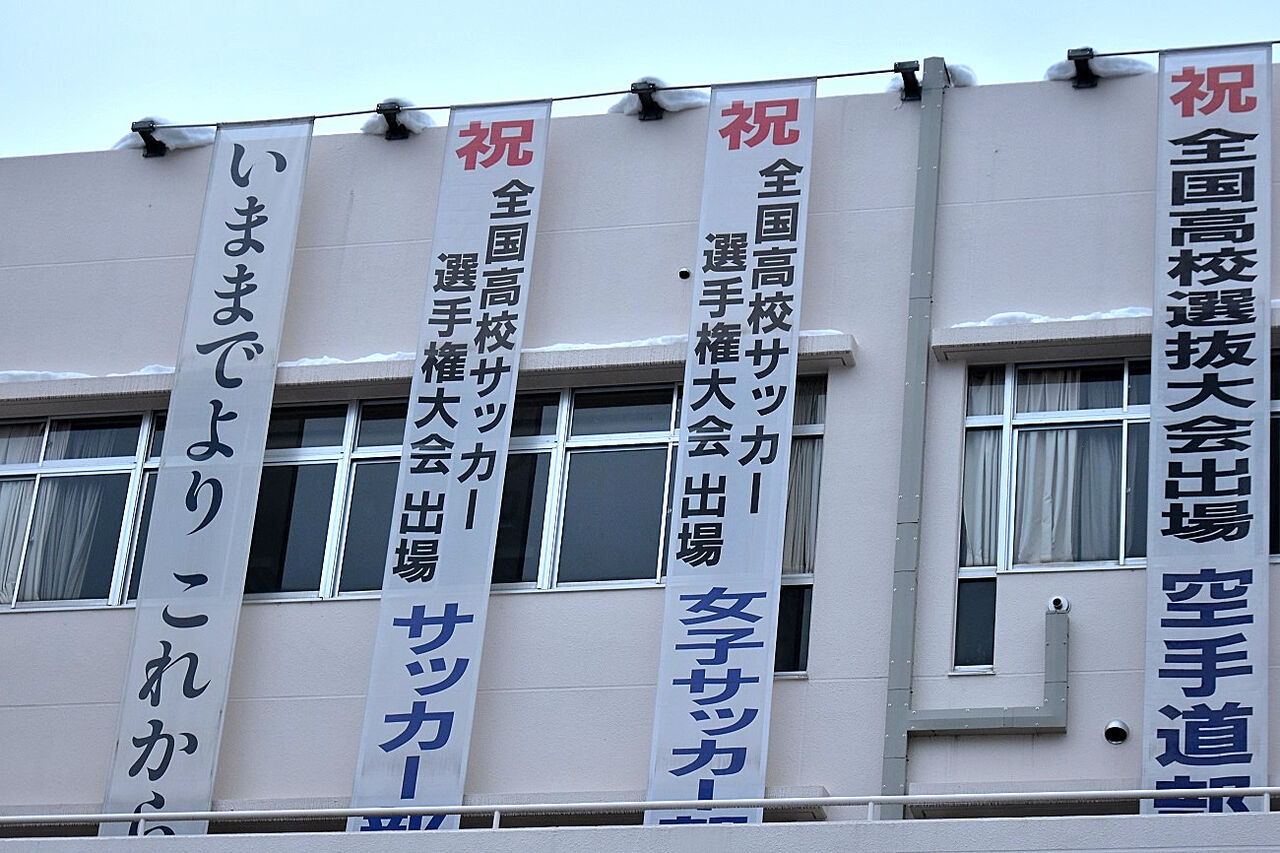 いままでより これから
祝
全国高校サッカー
選手権大会 出場
サッカー部
祝
全国高校サッカー
選手権大会 出場
女子サッカー部
祝
全国高校選抜大会出場
空手道部